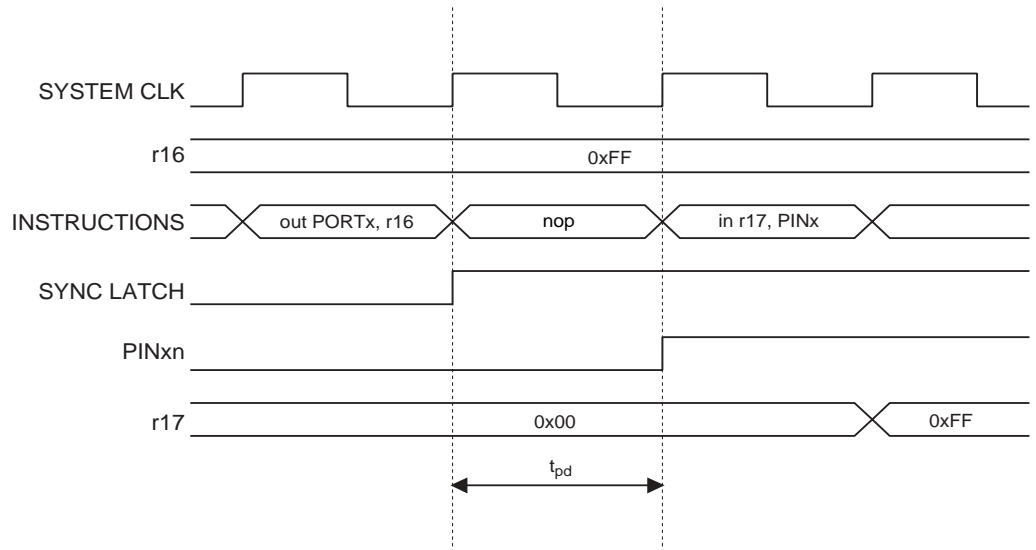 SYSTEM CLK
r16
0xFF
INSTRUCTIONS
out PORTx, r16
nop
in r17, PINx
SYNC LATCH
PINxn
r17
0x00
0xFF
tpd